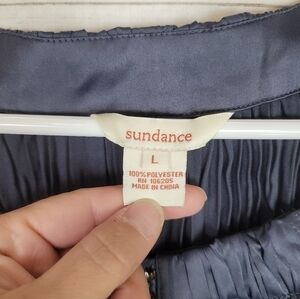 sundance
L
100% POLYESTER
RN 106205
MADE IN CHINA